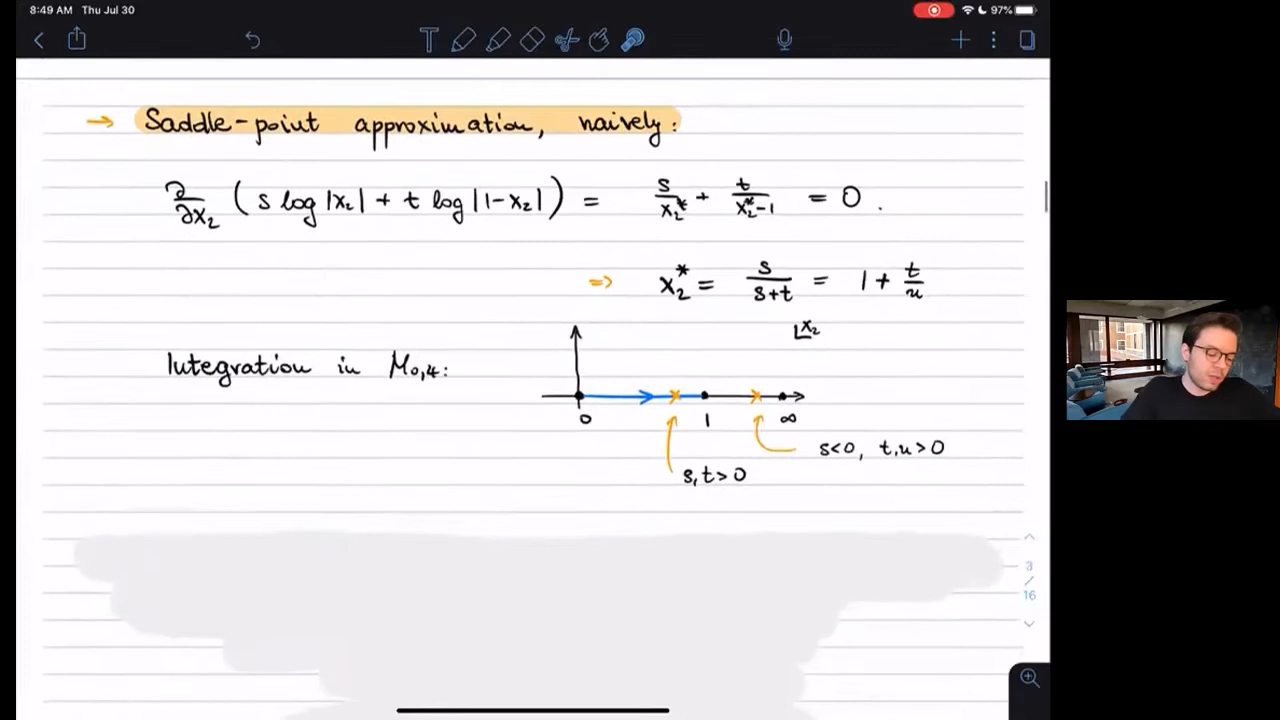 8:49 AM Thu Jul 30
97%
→ Saddle-point approximation, naively:
∂/∂x₂ ( s log|x₂| + t log|1-x₂| ) = s/x₂* + t/(x₂*-1) = 0 .
⇒ x₂* = s/(s+t) = 1 + t/u
x₂
Integration in M₀,₄:
0 1 ∞
s<0, t,u>0
s,t>0
3
/
16